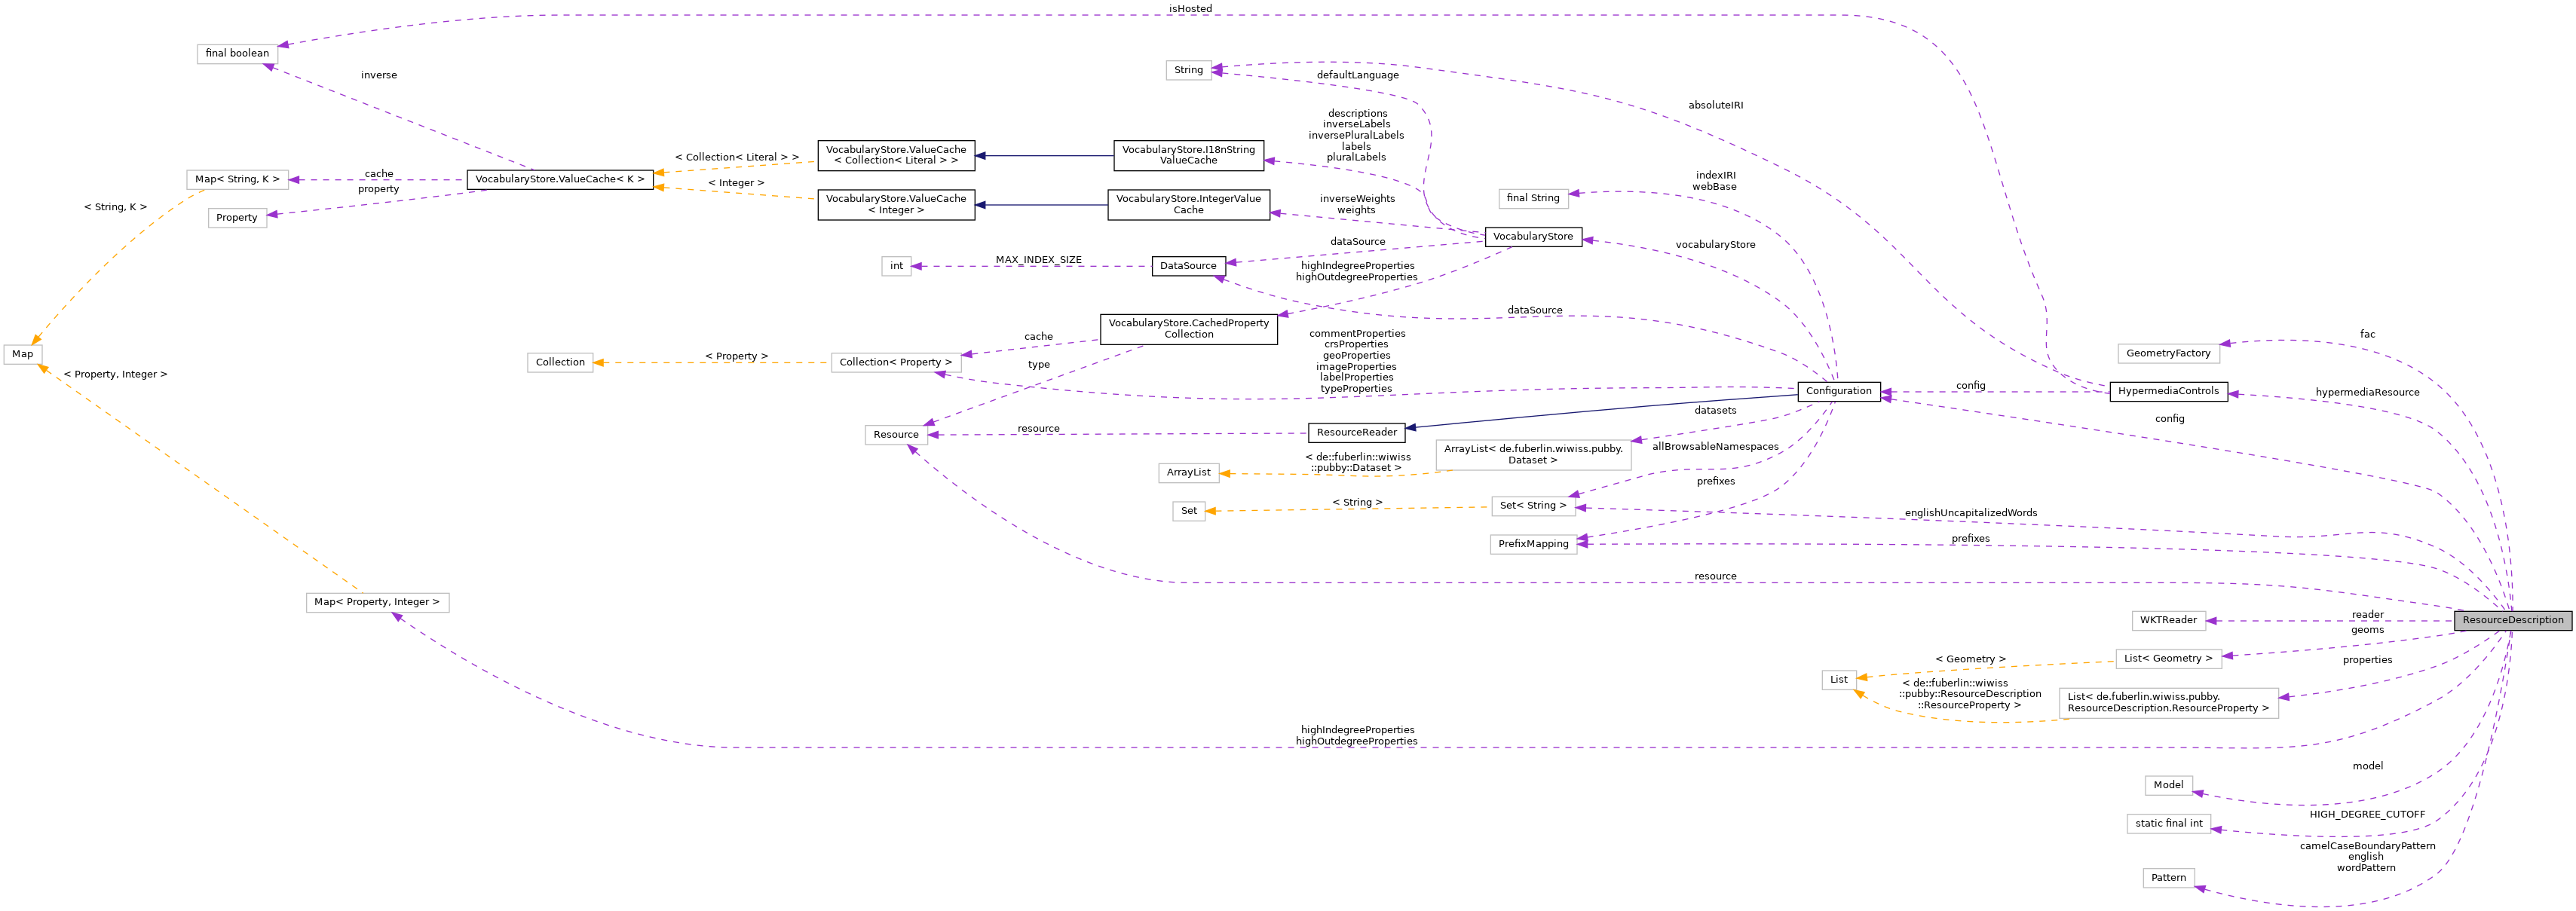 isHosted
final boolean
inverse
String
defaultLanguage
absoluteIRI
descriptions
inverseLabels
inversePluralLabels
labels
pluralLabels
VocabularyStore.ValueCache
< Collection< Literal > >
VocabularyStore.I18nString
ValueCache
< Collection< Literal > >
Map< String, K >
cache
property
VocabularyStore.ValueCache< K >
< Integer >
indexIRI
webBase
< String, K >
Property
VocabularyStore.ValueCache
< Integer >
VocabularyStore.IntegerValue
Cache
inverseWeights
weights
final String
VocabularyStore
vocabularyStore
dataSource
int
MAX_INDEX_SIZE
DataSource
highIndegreeProperties
highOutdegreeProperties
dataSource
VocabularyStore.CachedProperty
Collection
cache
commentProperties
crsProperties
geoProperties
imageProperties
labelProperties
typeProperties
fac
GeometryFactory
Map
< Property, Integer >
Collection
< Property >
Collection< Property >
type
Configuration
config
HypermediaControls
hypermediaResource
datasets
config
Resource
resource
ResourceReader
ArrayList< de.fuberlin.wiwiss.pubby.
Dataset >
allBrowsableNamespaces
ArrayList
< de::fuberlin::wiwiss
::pubby::Dataset >
prefixes
Set
< String >
Set< String >
englishUncapitalizedWords
PrefixMapping
prefixes
resource
Map< Property, Integer >
WKTReader
reader
ResourceDescription
geoms
List< Geometry >
< Geometry >
properties
List
< de::fuberlin::wiwiss
::pubby::ResourceDescription
::ResourceProperty >
List< de.fuberlin.wiwiss.pubby.
ResourceDescription.ResourceProperty >
highIndegreeProperties
highOutdegreeProperties
model
Model
HIGH_DEGREE_CUTOFF
static final int
camelCaseBoundaryPattern
english
wordPattern
Pattern